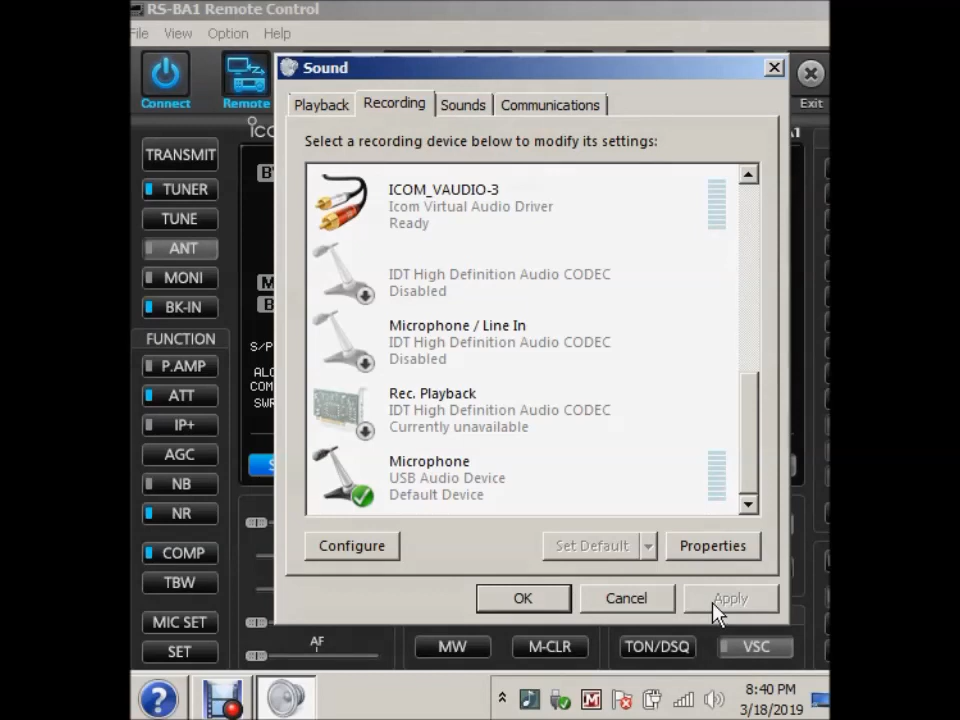 RS-BA1 Remote Control
File View Option Help
Connect
Remote
Exit
Sound
Playback Recording Sounds Communications
Select a recording device below to modify its settings:
ICOM_VAUDIO-3
Icom Virtual Audio Driver
Ready
IDT High Definition Audio CODEC
Disabled
Microphone / Line In
IDT High Definition Audio CODEC
Disabled
Rec. Playback
IDT High Definition Audio CODEC
Currently unavailable
Microphone
USB Audio Device
Default Device
Configure Set Default Properties
OK Cancel Apply
TRANSMIT
TUNER
TUNE
ANT
MONI
BK-IN
FUNCTION
P.AMP
ATT
IP+
AGC
NB
NR
COMP
TBW
MIC SET
SET
S/P
ALC
COM
SWR
AF
MW M-CLR TON/DSQ VSC
8:40 PM
3/18/2019